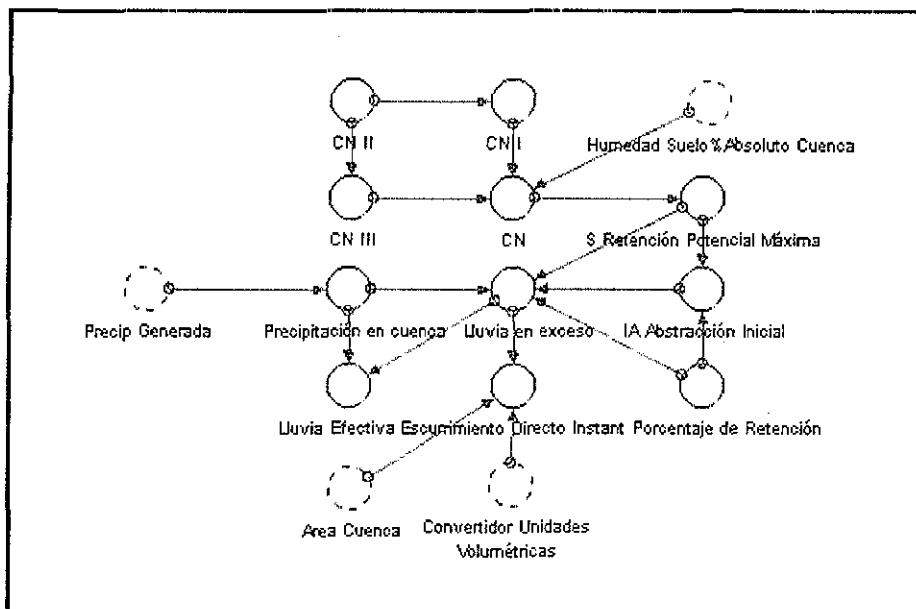 CN II
CN I
Humedad Suelo % Absoluto Cuenca
CN III
CN
S Retención Potencial Máxima
Precip Generada
Precipitación en cuenca
Lluvia en exceso
IA Abstracción Inicial
Lluvia Efectiva
Escurrimiento Directo Instant
Porcentaje de Retención
Area Cuenca
Convertidor Unidades
Volumétricas